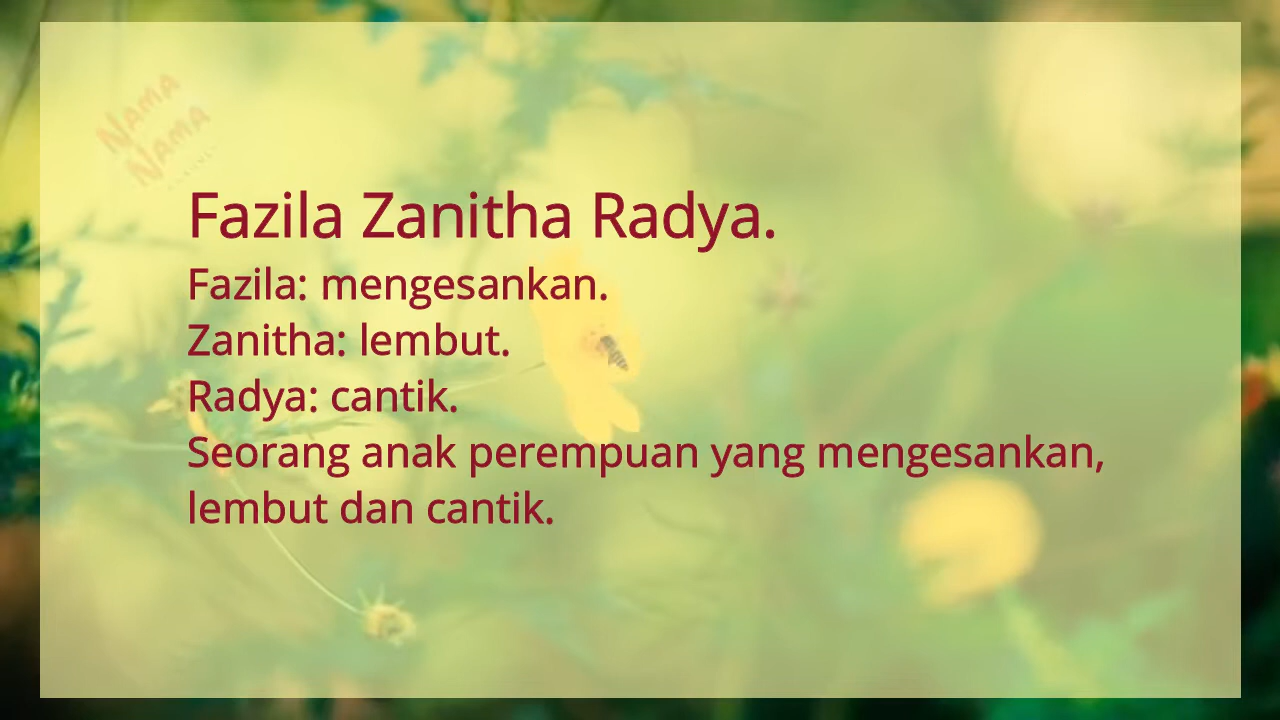 Nama
Nama
Fazila Zanitha Radya.
Fazila: mengesankan.
Zanitha: lembut.
Radya: cantik.
Seorang anak perempuan yang mengesankan,
lembut dan cantik.